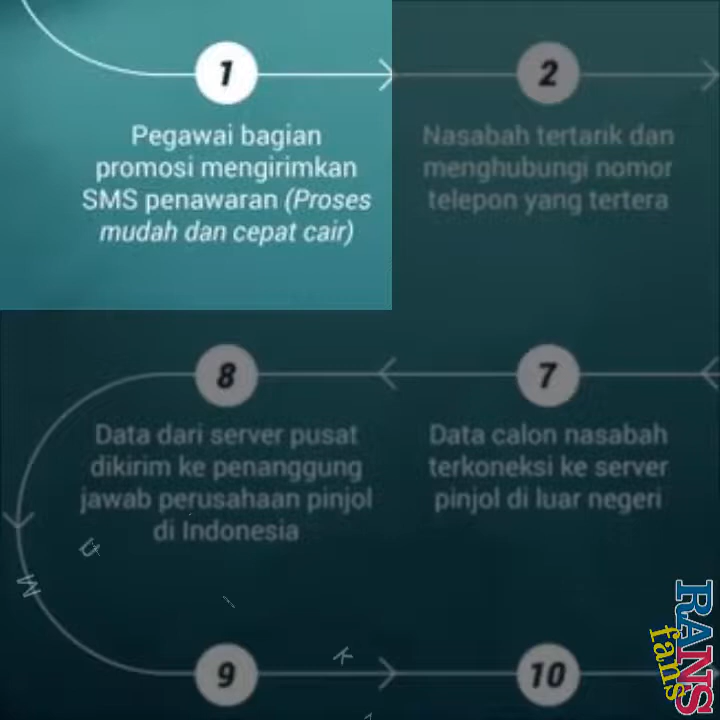 1
Pegawai bagian
promosi mengirimkan
SMS penawaran (Proses
mudah dan cepat cair)
2
Nasabah tertarik dan
menghubungi nomor
telepon yang tertera
8
Data dari server pusat
dikirim ke penanggung
jawab perusahaan pinjol
di Indonesia
7
Data calon nasabah
terkoneksi ke server
pinjol di luar negeri
9
10
RANS
fans